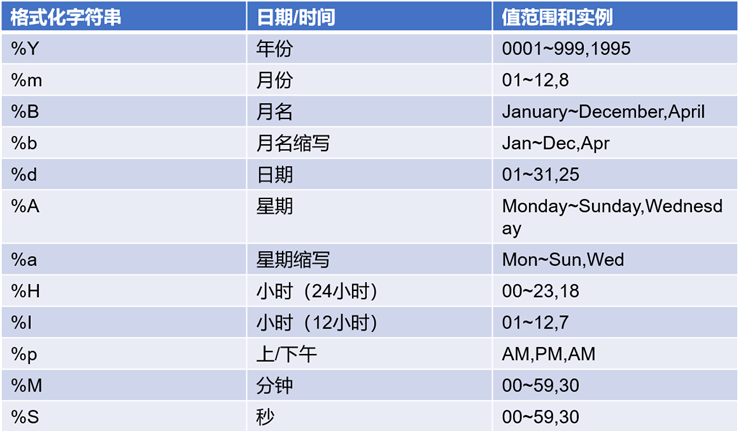 格式化字符串 日期/时间 值范围和实例
%Y 年份 0001~999,1995
%m 月份 01~12,8
%B 月名 January~December,April
%b 月名缩写 Jan~Dec,Apr
%d 日期 01~31,25
%A 星期 Monday~Sunday,Wednesd
ay
%a 星期缩写 Mon~Sun,Wed
%H 小时（24小时） 00~23,18
%I 小时（12小时） 01~12,7
%p 上/下午 AM,PM,AM
%M 分钟 00~59,30
%S 秒 00~59,30